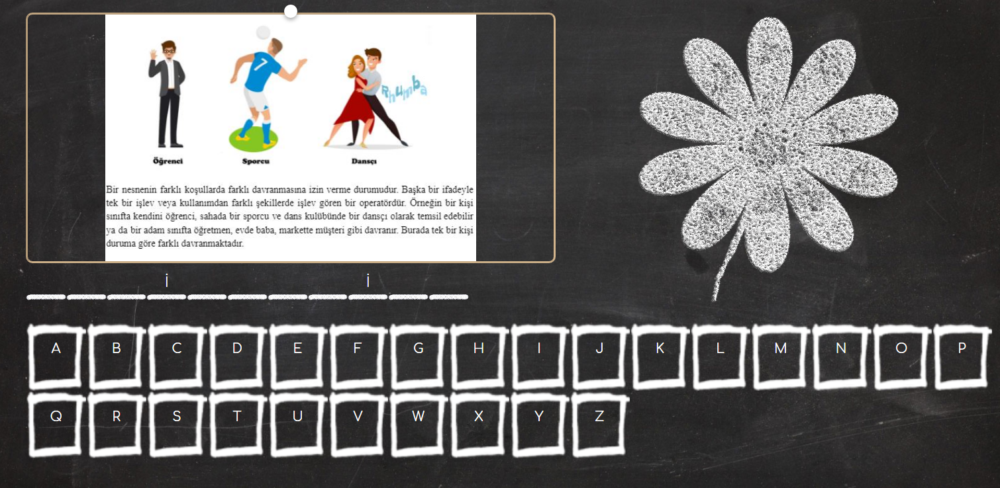 7
Rhumba
Öğrenci Sporcu Dansçı
Bir nesnenin farklı koşullarda farklı davranmasına izin verme durumudur. Başka bir ifadeyle
tek bir işlev veya kullanımdan farklı şekillerde işlev gören bir operatördür. Örneğin bir kişi
sınıfta kendini öğrenci, sahada bir sporcu ve dans kulübünde bir dansçı olarak temsil edebilir
ya da bir adam sınıfta öğretmen, evde baba, markette müşteri gibi davranır. Burada tek bir kişi
duruma göre farklı davranmaktadır.
İ İ
A B C D E F G H I J K L M N O P
Q R S T U V W X Y Z